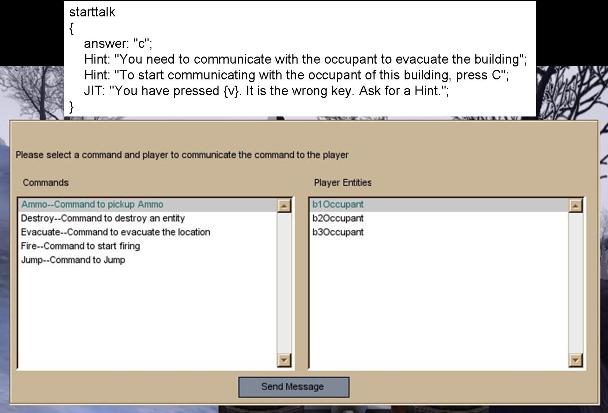 starttalk
{
answer: "c";
Hint: "You need to communicate with the occupant to evacuate the building";
Hint: "To start communicating with the occupant of this building, press C";
JIT: "You have pressed {v}. It is the wrong key. Ask for a Hint.";
}
Please select a command and player to communicate the command to the player
Commands
Ammo--Command to pickup Ammo
Destroy--Command to destroy an entity
Evacuate--Command to evacuate the location
Fire--Command to start firing
Jump--Command to Jump
Player Entities
b1Occupant
b2Occupant
b3Occupant
Send Message